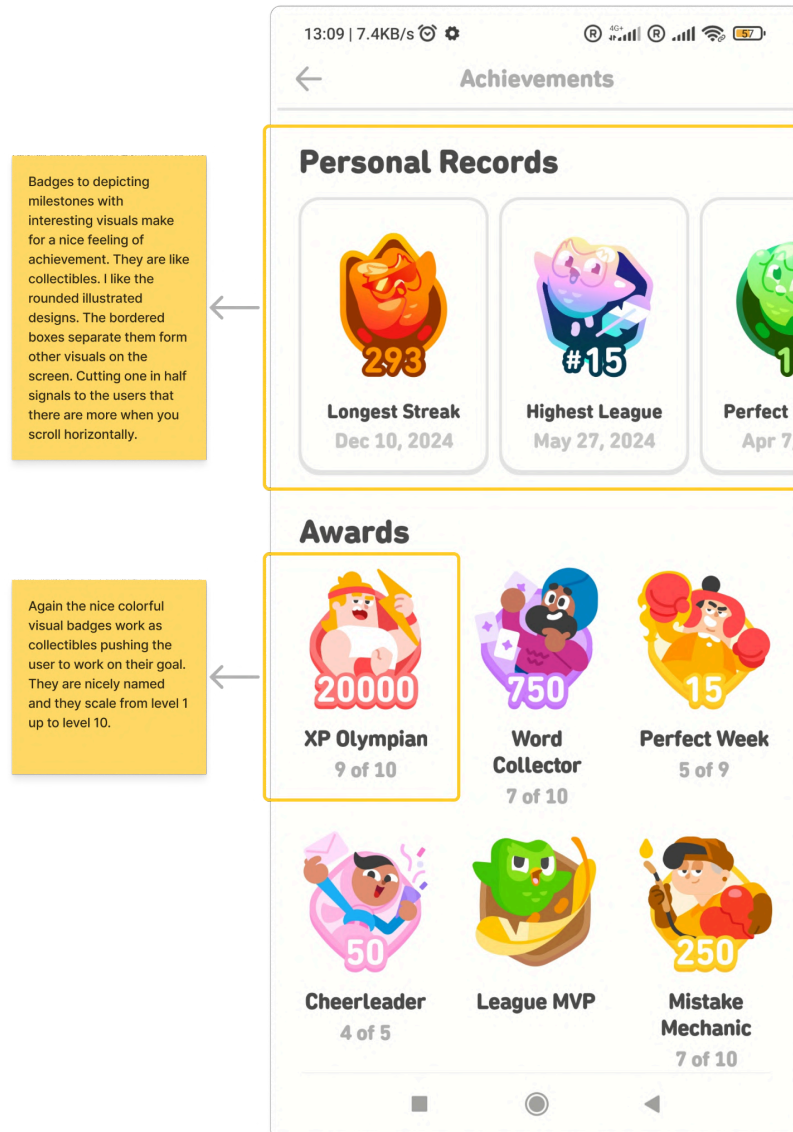 13:09 | 7.4KB/s
R 4G+ R 57
Achievements
Personal Records
Badges to depicting
milestones with
interesting visuals make
for a nice feeling of
achievement. They are like
collectibles. I like the
rounded illustrated
designs. The bordered
boxes separate them form
other visuals on the
screen. Cutting one in half
signals to the users that
there are more when you
scroll horizontally.
293
#15
1
Longest Streak
Dec 10, 2024
Highest League
May 27, 2024
Perfect
Apr 7,
Awards
Again the nice colorful
visual badges work as
collectibles pushing the
user to work on their goal.
They are nicely named
and they scale from level 1
up to level 10.
20000
XP Olympian
9 of 10
750
Word
Collector
7 of 10
15
Perfect Week
5 of 9
50
Cheerleader
4 of 5
League MVP
250
Mistake
Mechanic
7 of 10